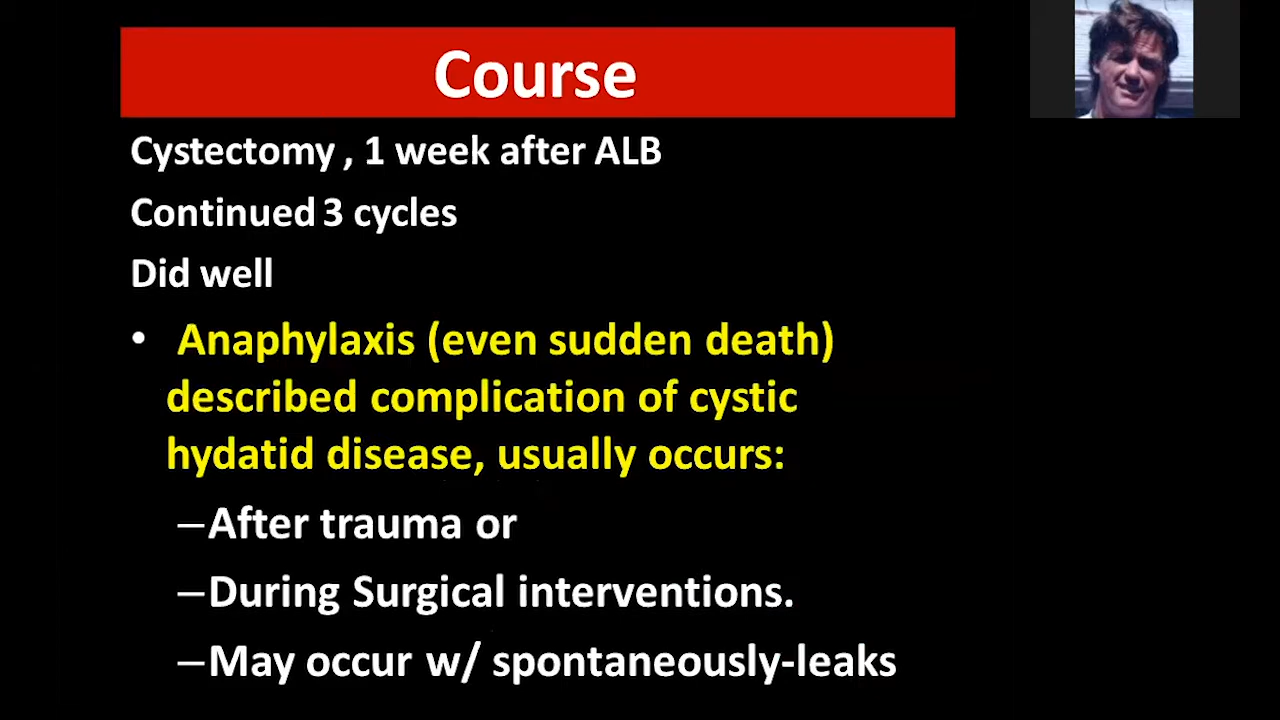 Course
Cystectomy , 1 week after ALB
Continued 3 cycles
Did well
• Anaphylaxis (even sudden death)
described complication of cystic
hydatid disease, usually occurs:
–After trauma or
–During Surgical interventions.
–May occur w/ spontaneously-leaks